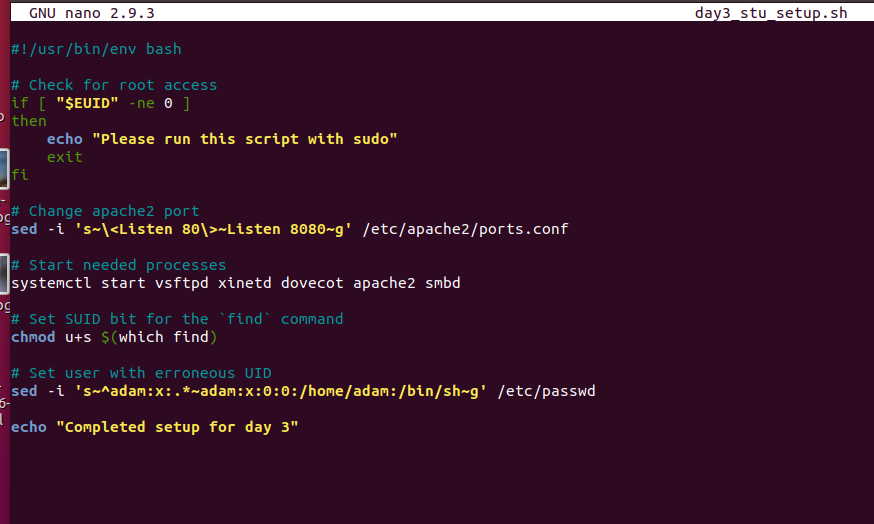 GNU nano 2.9.3 day3_stu_setup.sh
#!/usr/bin/env bash
# Check for root access
if [ "$EUID" -ne 0 ]
then
    echo "Please run this script with sudo"
    exit
fi
# Change apache2 port
sed -i 's~\<Listen 80\>~Listen 8080~g' /etc/apache2/ports.conf
# Start needed processes
systemctl start vsftpd xinetd dovecot apache2 smbd
# Set SUID bit for the `find` command
chmod u+s $(which find)
# Set user with erroneous UID
sed -i 's~^adam:x:.*~adam:x:0:0:/home/adam:/bin/sh~g' /etc/passwd
echo "Completed setup for day 3"